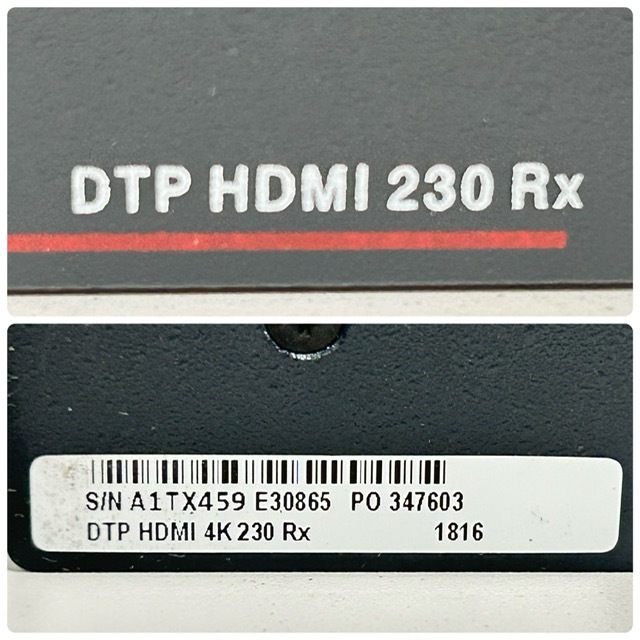 DTP HDMI 230 Rx
S/N A1TX459 E30865 PO 347603
DTP HDMI 4K 230 Rx 1816